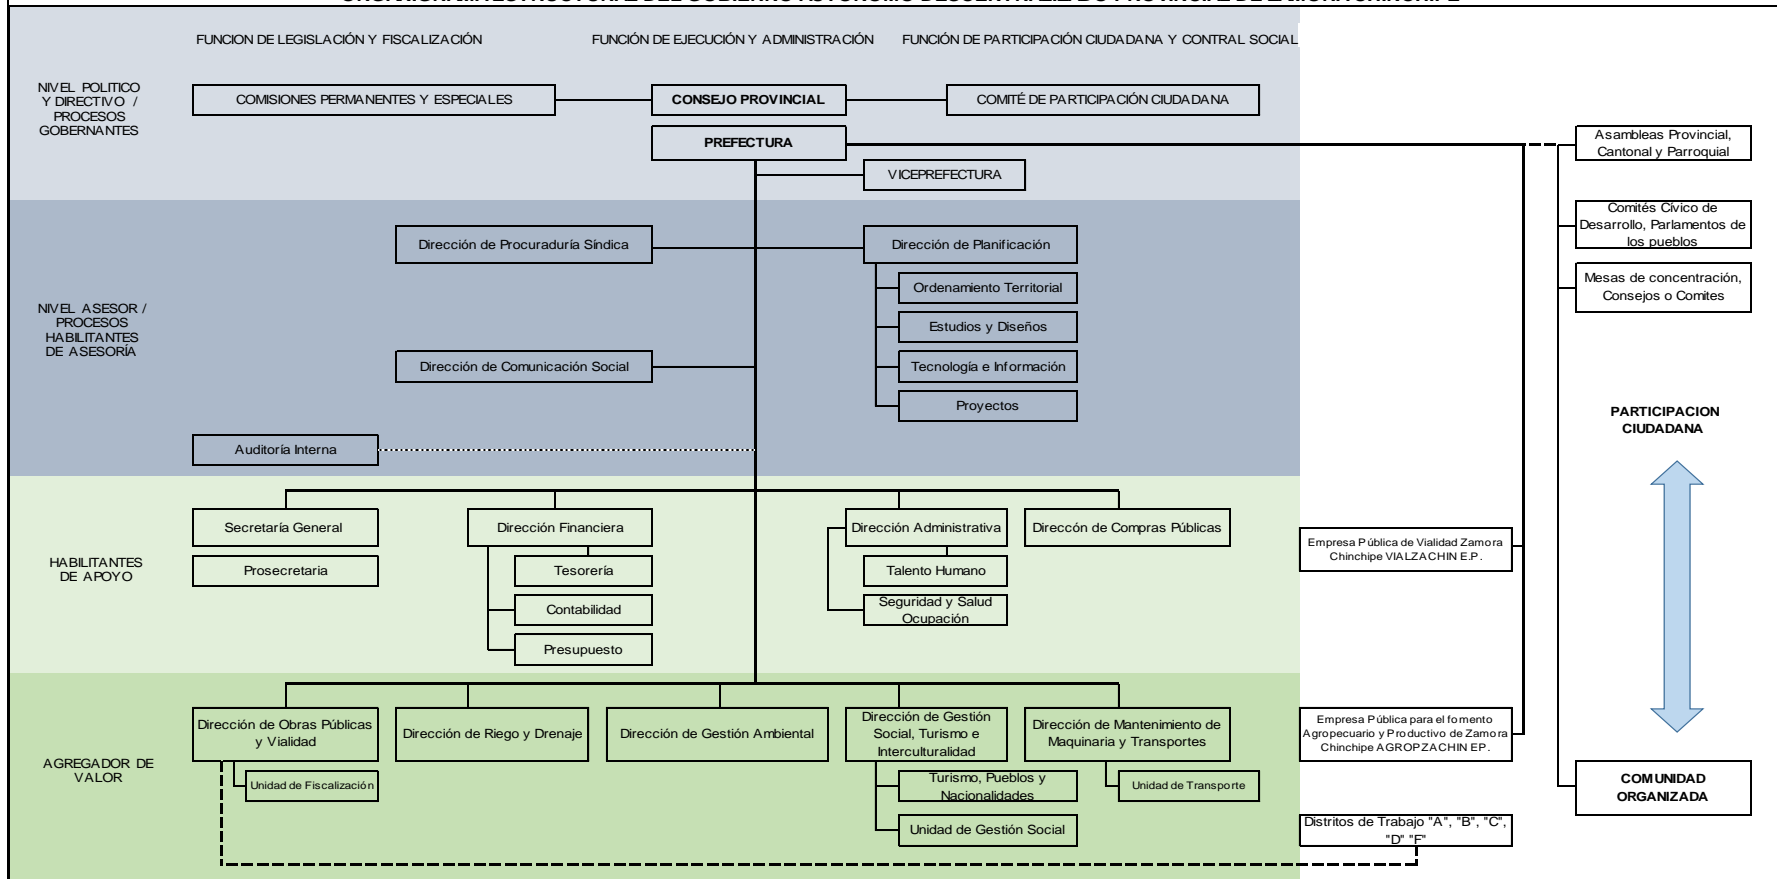 FUNCION DE LEGISLACIÓN Y FISCALIZACIÓN
FUNCIÓN DE EJECUCIÓN Y ADMINISTRACIÓN
FUNCIÓN DE PARTICIPACIÓN CIUDADANA Y CONTRAL SOCIAL
NIVEL POLITICO
Y DIRECTIVO /
PROCESOS
GOBERNANTES
COMISIONES PERMANENTES Y ESPECIALES
CONSEJO PROVINCIAL
COMITÉ DE PARTICIPACIÓN CIUDADANA
PREFECTURA
VICEPREFECTURA
Asambleas Provincial,
Cantonal y Parroquial
Comités Cívico de
Desarrollo, Parlamentos de
los pueblos
Mesas de concentración,
Consejos o Comites
NIVEL ASESOR /
PROCESOS
HABILITANTES
DE ASESORÍA
Dirección de Procuraduría Síndica
Dirección de Planificación
Ordenamiento Territorial
Estudios y Diseños
Dirección de Comunicación Social
Tecnología e Información
Proyectos
Auditoría Interna
PARTICIPACION
CIUDADANA
HABILITANTES
DE APOYO
Secretaría General
Dirección Financiera
Dirección Administrativa
Direccón de Compras Públicas
Prosecretaria
Tesorería
Talento Humano
Contabilidad
Seguridad y Salud
Ocupación
Presupuesto
Empresa Pública de Vialidad Zamora
Chinchipe VIALZACHIN E.P.
AGREGADOR DE
VALOR
Dirección de Obras Públicas
y Vialidad
Dirección de Riego y Drenaje
Dirección de Gestión Ambiental
Dirección de Gestión
Social, Turismo e
Interculturalidad
Dirección de Mantenimiento de
Maquinaria y Transportes
Empresa Pública para el fomento
Agropecuario y Productivo de Zamora
Chinchipe AGROPZACHIN EP.
Unidad de Fiscalización
Turismo, Pueblos y
Nacionalidades
Unidad de Transporte
Unidad de Gestión Social
COMUNIDAD
ORGANIZADA
Distritos de Trabajo "A", "B", "C",
"D" "F"